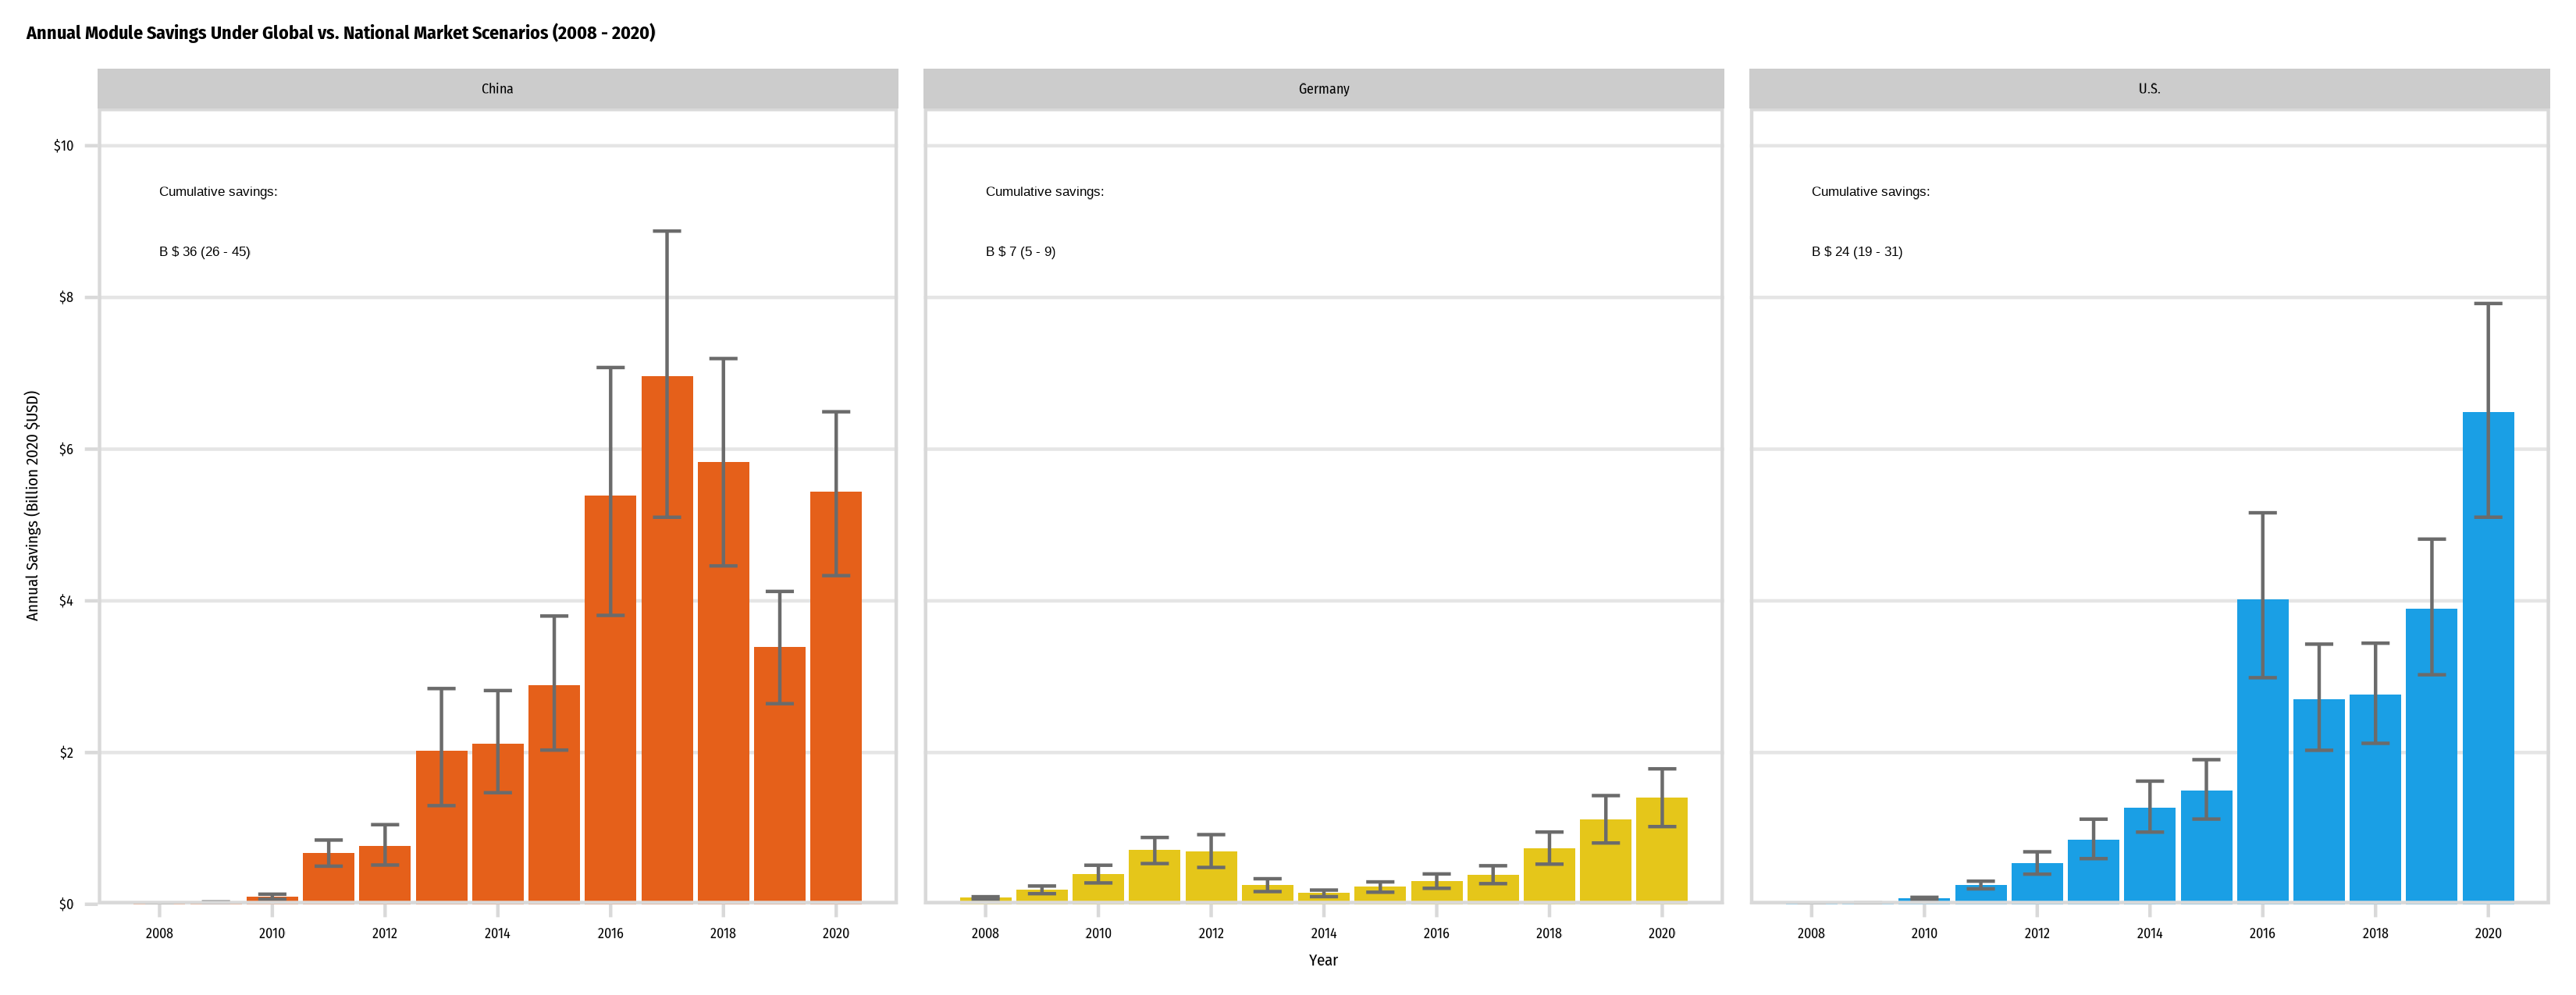 Annual Module Savings Under Global vs. National Market Scenarios (2008 - 2020)
China
Germany
U.S.
Annual Savings (Billion 2020 $USD)
$10
$8
$6
$4
$2
$0
Cumulative savings:
B $ 36 (26 - 45)
Cumulative savings:
B $ 7 (5 - 9)
Cumulative savings:
B $ 24 (19 - 31)
2008 2010 2012 2014 2016 2018 2020
2008 2010 2012 2014 2016 2018 2020
2008 2010 2012 2014 2016 2018 2020
Year